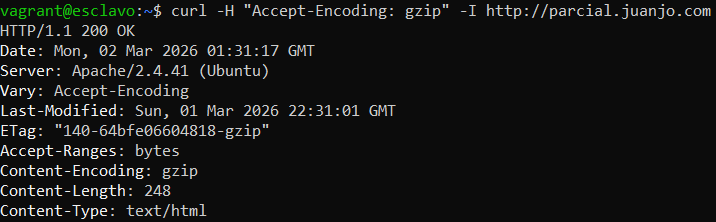 vagrant@esclavo:~$ curl -H "Accept-Encoding: gzip" -I http://parcial.juanjo.com
HTTP/1.1 200 OK
Date: Mon, 02 Mar 2026 01:31:17 GMT
Server: Apache/2.4.41 (Ubuntu)
Vary: Accept-Encoding
Last-Modified: Sun, 01 Mar 2026 22:31:01 GMT
ETag: "140-64bfe06604818-gzip"
Accept-Ranges: bytes
Content-Encoding: gzip
Content-Length: 248
Content-Type: text/html